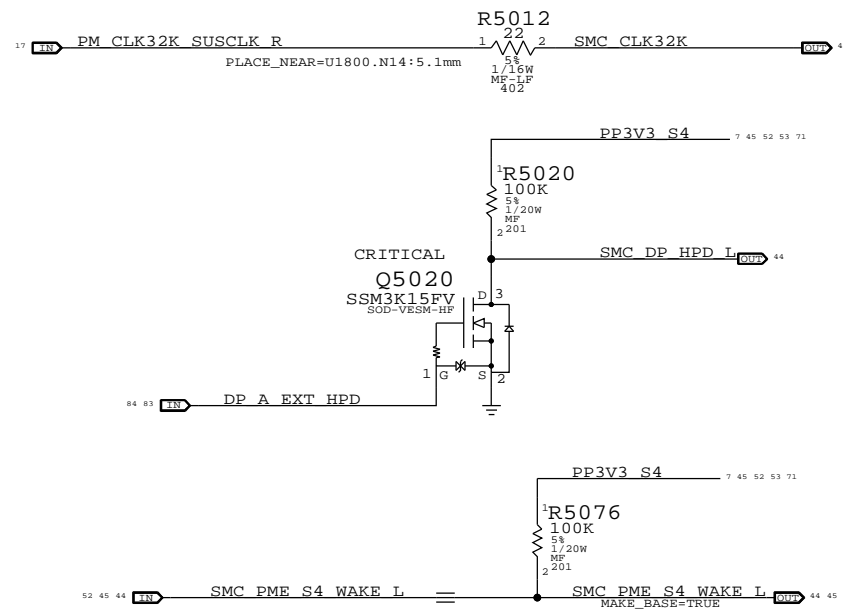 R5012
17 IN PM_CLK32K_SUSCLK_R 1 22 2 SMC_CLK32K OUT 4
PLACE_NEAR=U1800.N14:5.1mm
5%
1/16W
MF-LF
402
PP3V3_S4 7 45 52 53 71
1 R5020
100K
5%
1/20W
MF
2 201
SMC_DP_HPD_L OUT 44
CRITICAL
Q5020
SSM3K15FV
SOD-VESM-HF
D 3
1 G S 2
84 83 IN DP_A_EXT_HPD
PP3V3_S4 7 45 52 53 71
1 R5076
100K
5%
1/20W
MF
2 201
52 45 44 IN SMC_PME_S4_WAKE_L SMC_PME_S4_WAKE_L OUT 44 45
MAKE_BASE=TRUE